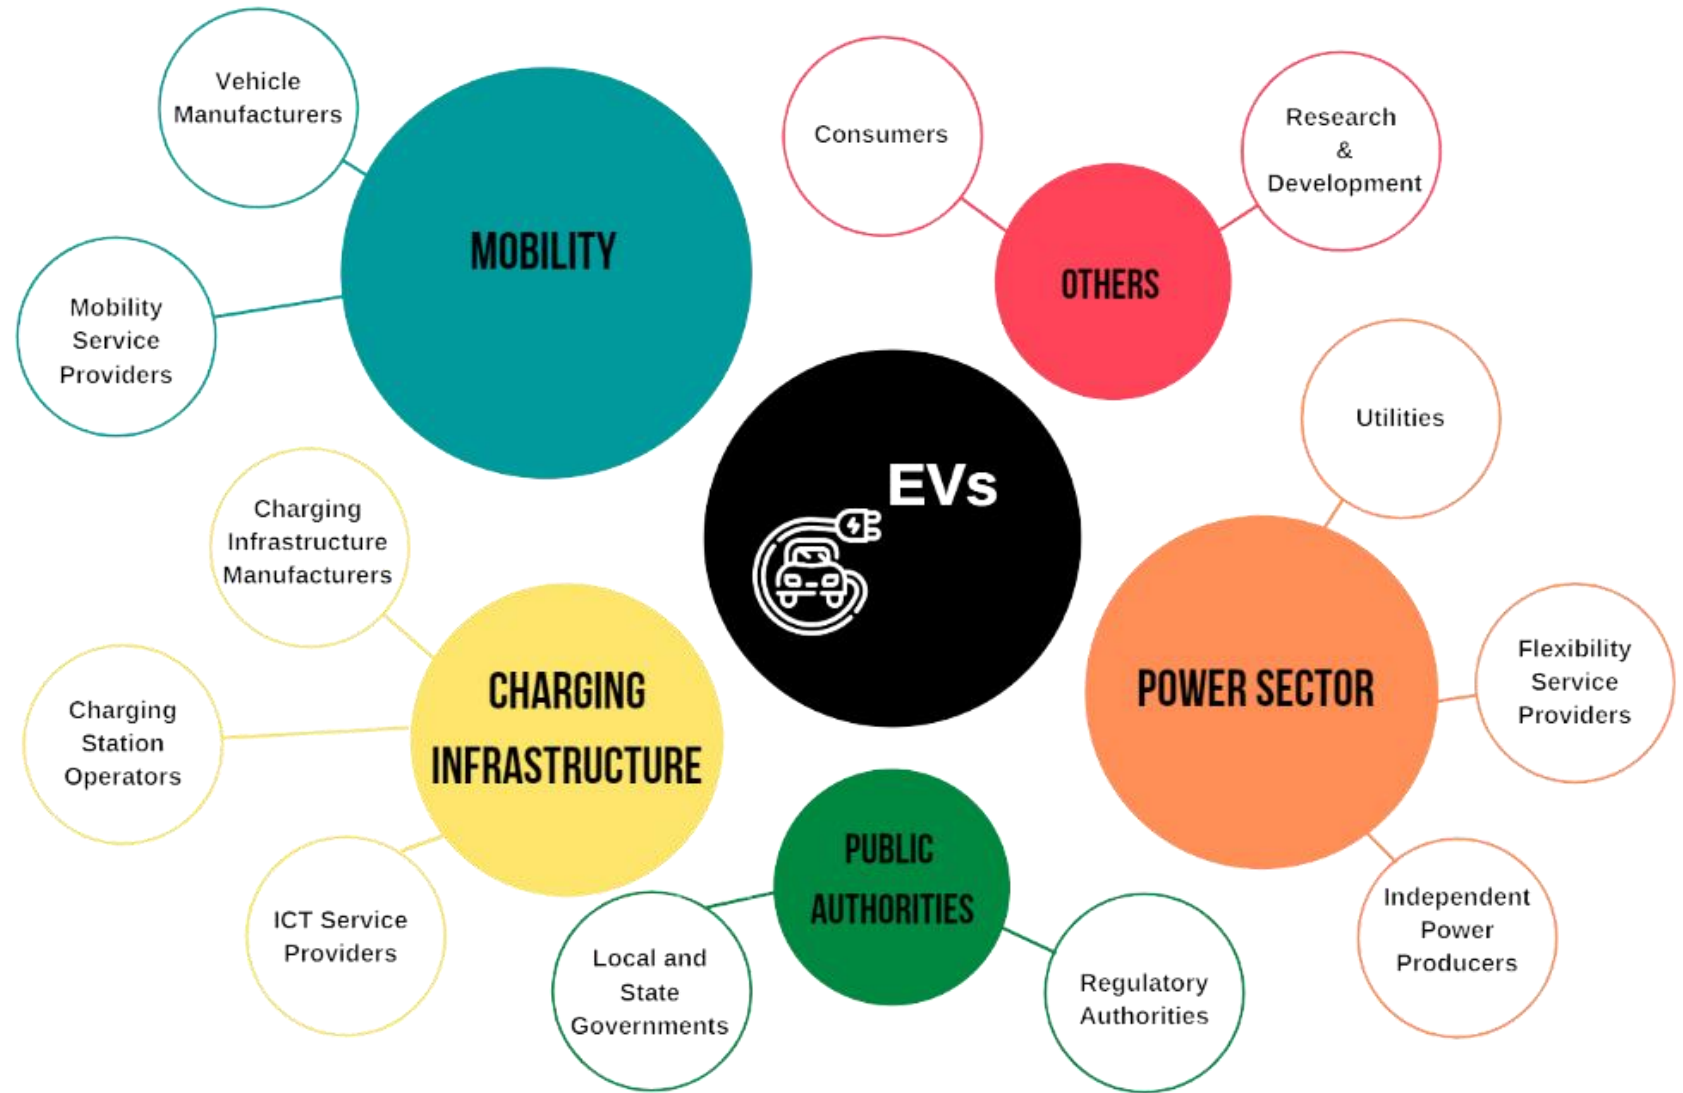 Vehicle
Manufacturers
Mobility
Service
Providers
MOBILITY
Consumers
Research
&
Development
OTHERS
EVs
Utilities
Flexibility
Service
Providers
Independent
Power
Producers
POWER SECTOR
Charging
Infrastructure
Manufacturers
Charging
Station
Operators
ICT Service
Providers
CHARGING
INFRASTRUCTURE
PUBLIC
AUTHORITIES
Local and
State
Governments
Regulatory
Authorities